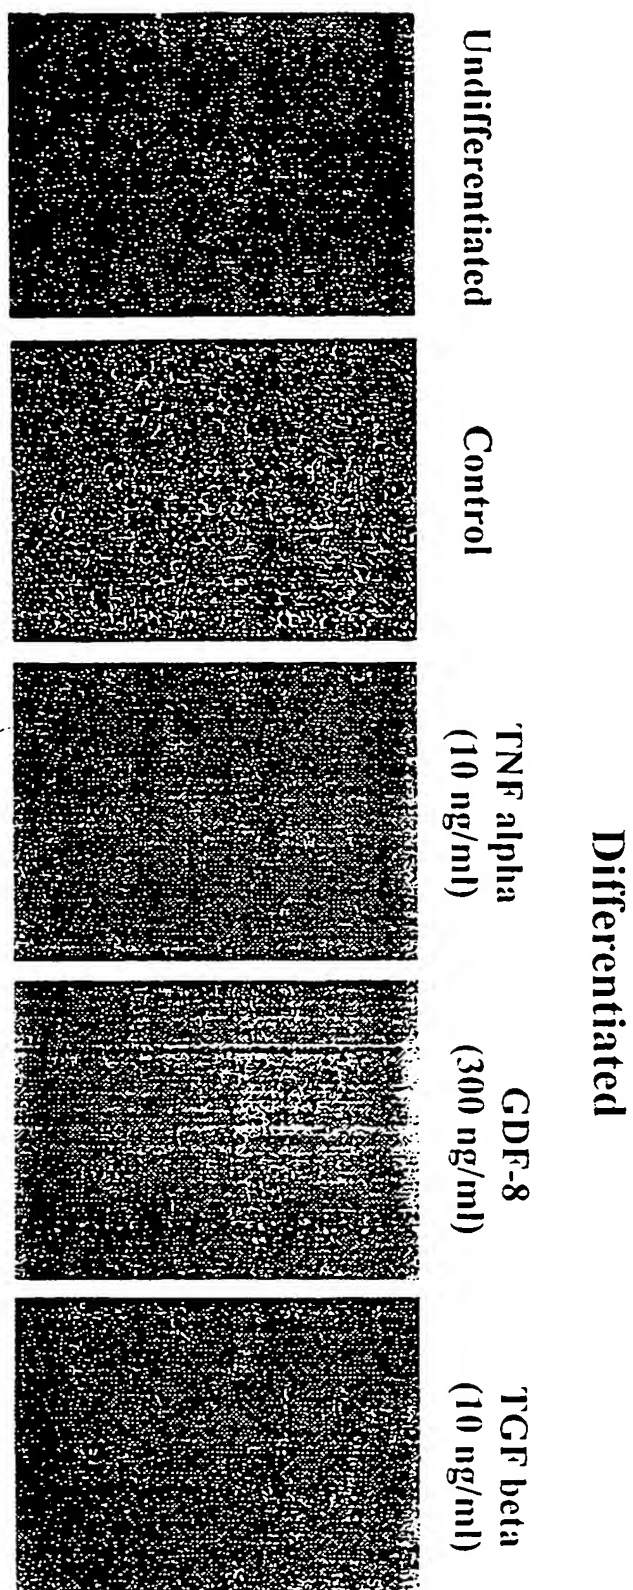 Differentiated
Undifferentiated
Control
TNF alpha
(10 ng/ml)
GDF-8
(300 ng/ml)
TGF beta
(10 ng/ml)